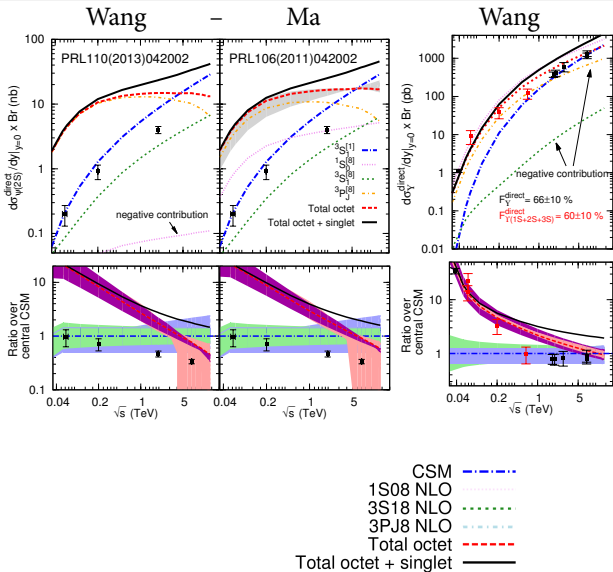 Wang – Ma Wang
PRL110(2013)042002
PRL106(2011)042002
dσ^direct_ψ(2S)/dy|y=0 x Br (nb)
100
10
1
0.1
negative contribution
³S₁^[1]
¹S₀^[8]
³S₁^[8]
³P_J^[8]
Total octet
Total octet + singlet
dσ^direct_Υ/dy|y=0 x Br (pb)
1000
100
10
1
0.1
0.01
negative contribution
F^direct_Υ = 66±10 %
F^direct_Υ(1S+2S+3S) = 60±10 %
Ratio over
central CSM
10
1
0.1
0.04 0.2 2 5
√s (TeV)
0.04 0.2 2 5
√s (TeV)
Ratio over
central CSM
10
1
0.04 0.2 2 5
√s (TeV)
CSM
1S08 NLO
3S18 NLO
3PJ8 NLO
Total octet
Total octet + singlet